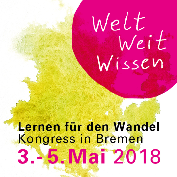 Welt
Weit
Wissen
Lernen für den Wandel
Kongress in Bremen
3.- 5. Mai 2018